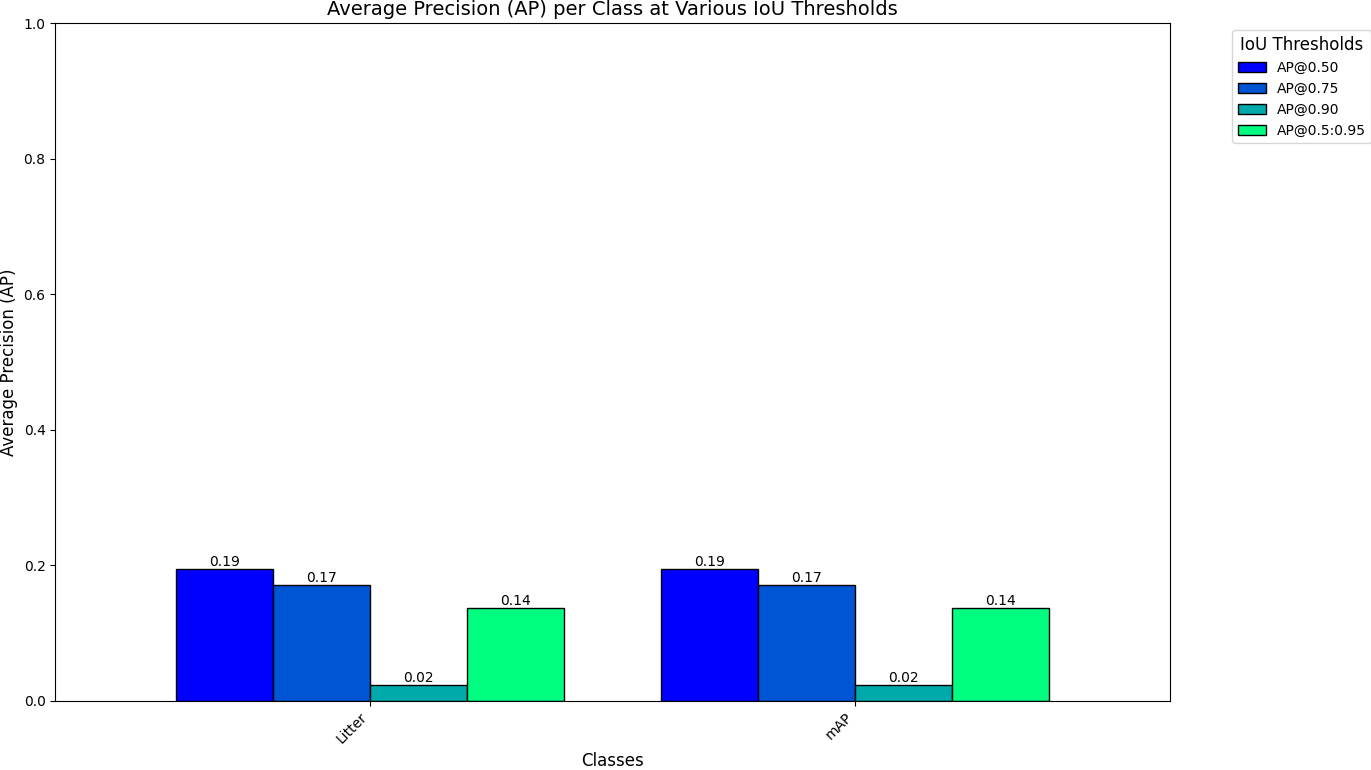 Average Precision (AP) per Class at Various IoU Thresholds
1.0
0.8
0.6
0.4
0.2
0.0
Average Precision (AP)
0.19
0.17
0.02
0.14
0.19
0.17
0.02
0.14
Litter
mAP
Classes
IoU Thresholds
AP@0.50
AP@0.75
AP@0.90
AP@0.5:0.95